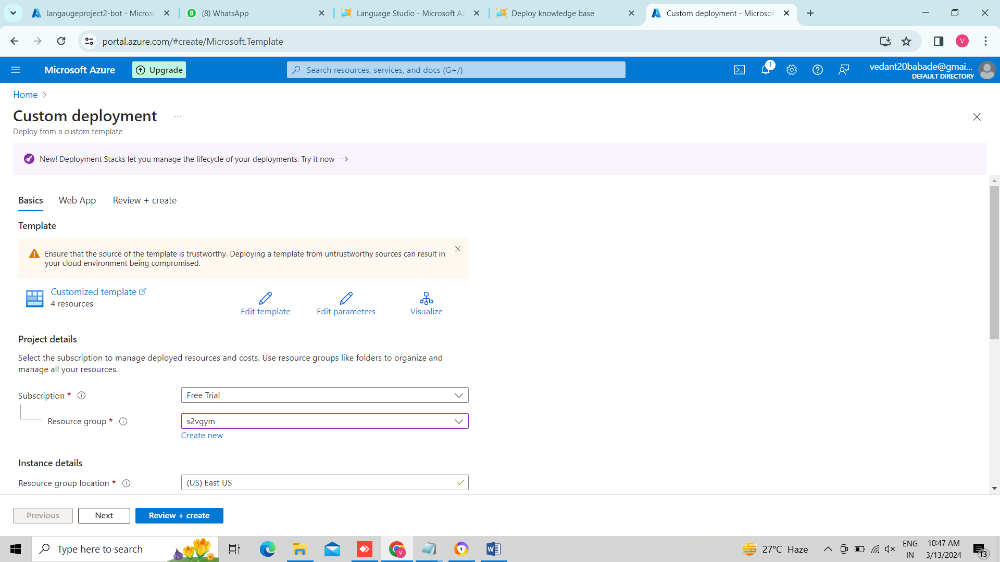 langaugeproject2-bot - Micros
(8) WhatsApp
Language Studio - Microsoft Az
Deploy knowledge base
Custom deployment - Microsof
portal.azure.com/#create/Microsoft.Template
V
Microsoft Azure
Upgrade
Search resources, services, and docs (G+/)
1
vedant20babade@gmai...
DEFAULT DIRECTORY
Home
Custom deployment
...
Deploy from a custom template
New! Deployment Stacks let you manage the lifecycle of your deployments. Try it now →
Basics
Web App
Review + create
Template
Ensure that the source of the template is trustworthy. Deploying a template from untrustworthy sources can result in
your cloud environment being compromised.
Customized template
4 resources
Edit template
Edit parameters
Visualize
Project details
Select the subscription to manage deployed resources and costs. Use resource groups like folders to organize and
manage all your resources.
Subscription *
Free Trial
Resource group *
s2vgym
Create new
Instance details
Resource group location *
(US) East US
Previous
Next
Review + create
Type here to search
27°C Haze
ENG
IN
10:47 AM
3/13/2024
13